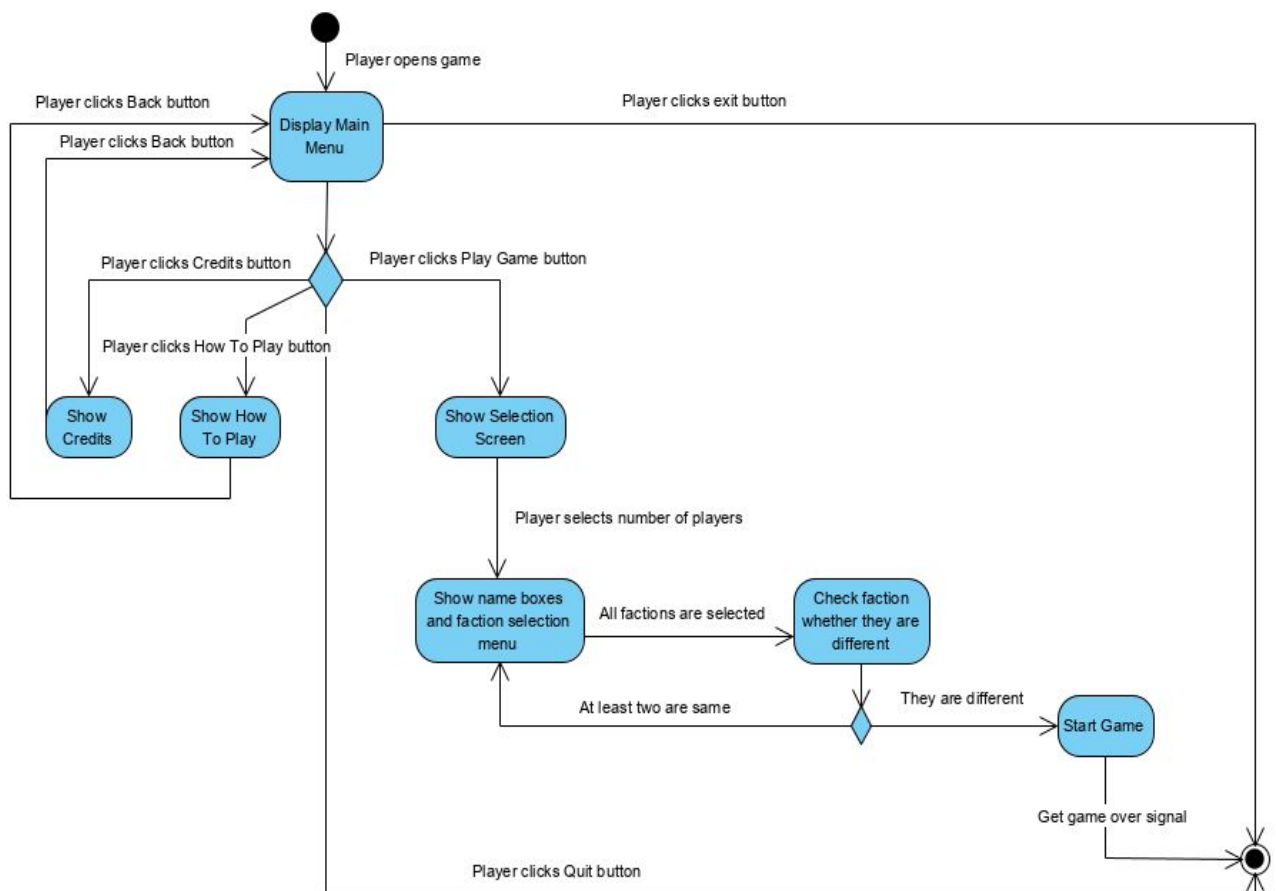 Player opens game
Player clicks Back button
Player clicks exit button
Display Main
Menu
Player clicks Back button
Player clicks Credits button
Player clicks Play Game button
Player clicks How To Play button
Show
Credits
Show How
To Play
Show Selection
Screen
Player selects number of players
Show name boxes
and faction selection
menu
All factions are selected
Check faction
whether they are
different
At least two are same
They are different
Start Game
Get game over signal
Player clicks Quit button